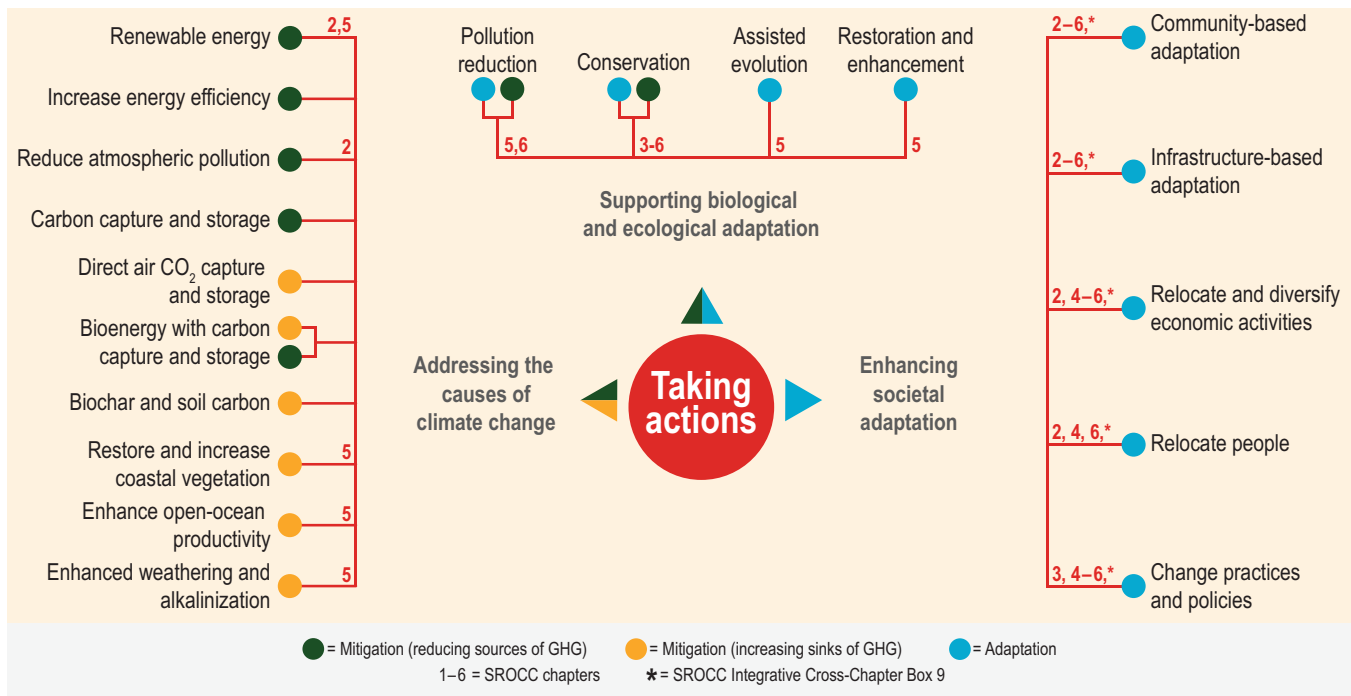 Renewable energy
2,5
Increase energy efficiency
Reduce atmospheric pollution
2
Carbon capture and storage
Direct air CO2 capture
and storage
Bioenergy with carbon
capture and storage
Biochar and soil carbon
Restore and increase
coastal vegetation
5
Enhance open-ocean
productivity
5
Enhanced weathering and
alkalinization
5
Pollution
reduction
5,6
Conservation
3-6
Assisted
evolution
5
Restoration and
enhancement
5
Supporting biological
and ecological adaptation
Addressing the
causes of
climate change
Taking
actions
Enhancing
societal
adaptation
2–6,*
Community-based
adaptation
2–6,*
Infrastructure-based
adaptation
2, 4–6,*
Relocate and diversify
economic activities
2, 4, 6,*
Relocate people
3, 4–6,*
Change practices
and policies
= Mitigation (reducing sources of GHG)
= Mitigation (increasing sinks of GHG)
= Adaptation
1–6 = SROCC chapters
* = SROCC Integrative Cross-Chapter Box 9